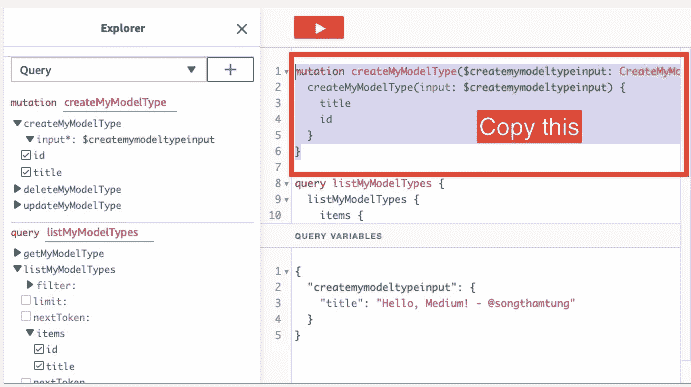 Explorer
Query
mutation createMyModelType
createMyModelType
input*: $createmymodeltypeinput
id
title
deleteMyModelType
updateMyModelType
query listMyModelTypes
getMyModelType
listMyModelTypes
filter:
limit:
nextToken:
items
id
title
nextToken
1 mutation createMyModelType($createmymodeltypeinput: CreateMyMo
2 createMyModelType(input: $createmymodeltypeinput) {
3 title
4 id
5 }
6 }
7
8 query listMyModelTypes {
9 listMyModelTypes {
10 items {
Copy this
QUERY VARIABLES
1 {
2 "createmymodeltypeinput": {
3 "title": "Hello, Medium! - @songthamtung"
4 }
5 }